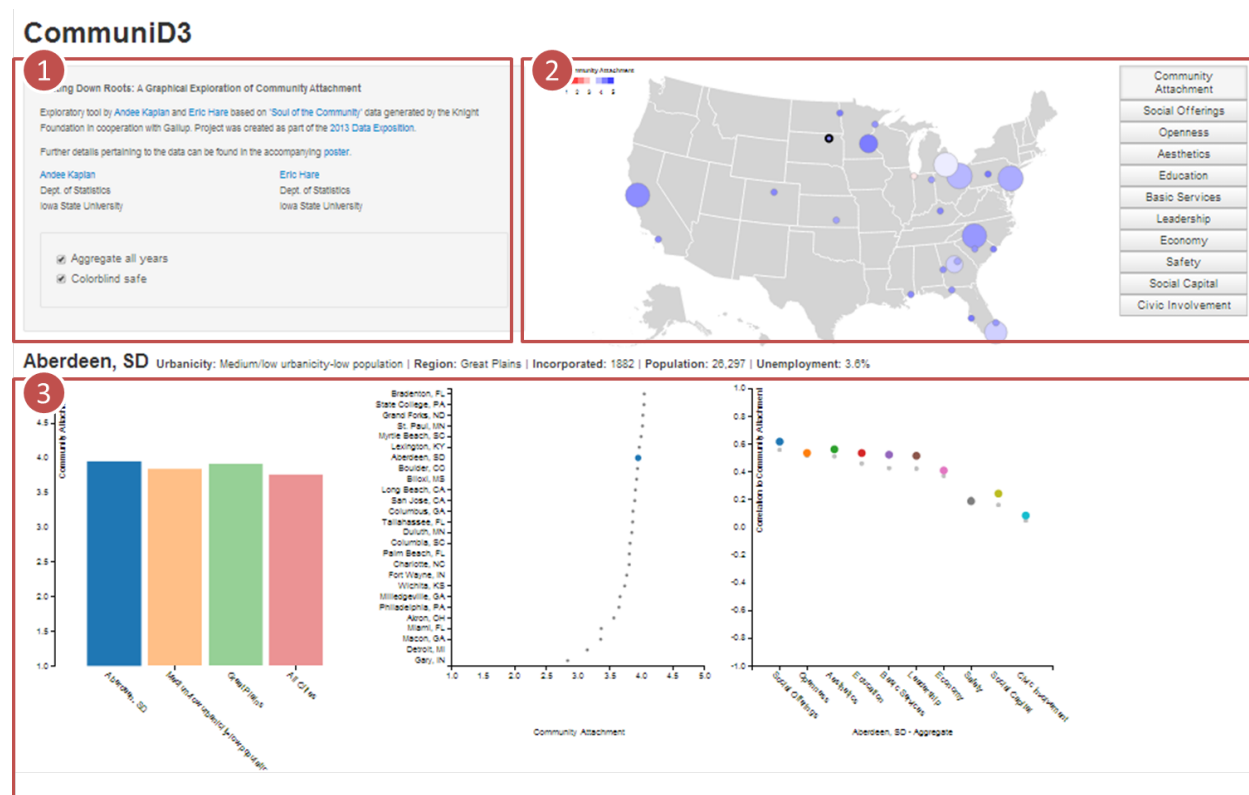 CommuniD3
1
ing Down Roots: A Graphical Exploration of Community Attachment
Exploratory tool by Andee Kaplan and Eric Hare based on 'Soul of the Community' data generated by the Knight
Foundation in cooperation with Gallup. Project was created as part of the 2013 Data Exposition.
Further details pertaining to the data can be found in the accompanying poster.
Andee Kaplan
Dept. of Statistics
Iowa State University
Eric Hare
Dept. of Statistics
Iowa State University
Aggregate all years
Colorblind safe
2
mmunity Attachment
1 2 3 4 5
Community
Attachment
Social Offerings
Openness
Aesthetics
Education
Basic Services
Leadership
Economy
Safety
Social Capital
Civic Involvement
Aberdeen, SD Urbanicity: Medium/low urbanicity-low population | Region: Great Plains | Incorporated: 1882 | Population: 26,297 | Unemployment: 3.6%
3
Community Attach
4.5
4.0
3.5
3.0
2.5
2.0
1.5
1.0
Aberdeen, SD
Medium/low urbanicity-low population
Great Plains
All Cities
Bradenton, FL
State College, PA
Grand Forks, ND
St. Paul, MN
Myrtle Beach, SC
Lexington, KY
Aberdeen, SD
Boulder, CO
Biloxi, MS
Long Beach, CA
San Jose, CA
Columbus, GA
Tallahassee, FL
Duluth, MN
Columbia, SC
Palm Beach, FL
Charlotte, NC
Fort Wayne, IN
Wichita, KS
Milledgeville, GA
Philadelphia, PA
Akron, OH
Miami, FL
Macon, GA
Detroit, MI
Gary, IN
1.0 1.5 2.0 2.5 3.0 3.5 4.0 4.5 5.0
Community Attachment
Correlation to Community Attachment
1.0
0.8
0.6
0.4
0.2
0.0
-0.2
-0.4
-0.6
-0.8
-1.0
Social Offerings
Openness
Aesthetics
Education
Basic Services
Leadership
Economy
Safety
Social Capital
Civic Involvement
Aberdeen, SD - Aggregate